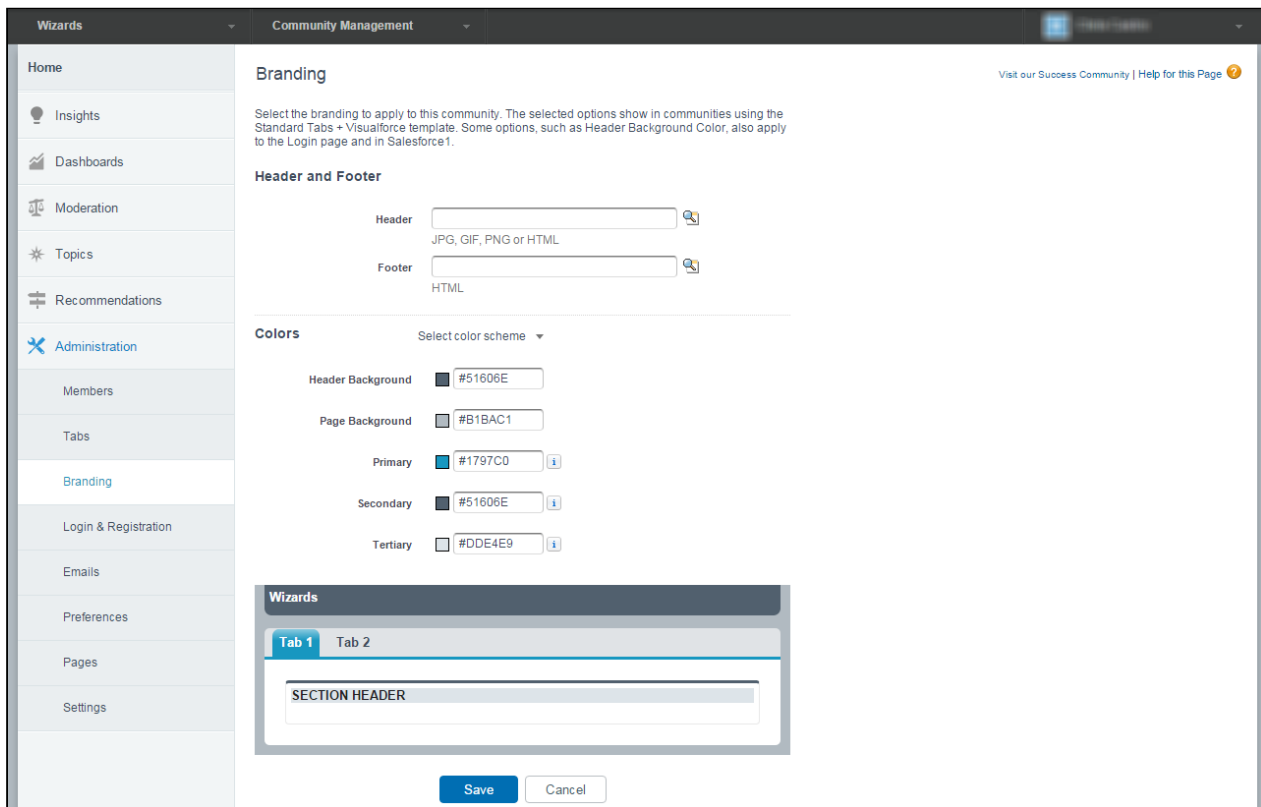 Wizards
Community Management
Home
Insights
Dashboards
Moderation
Topics
Recommendations
Administration
Members
Tabs
Branding
Login & Registration
Emails
Preferences
Pages
Settings
Branding
Visit our Success Community | Help for this Page ?
Select the branding to apply to this community. The selected options show in communities using the
Standard Tabs + Visualforce template. Some options, such as Header Background Color, also apply
to the Login page and in Salesforce1.
Header and Footer
Header
JPG, GIF, PNG or HTML
Footer
HTML
Colors
Select color scheme
Header Background #51606E
Page Background #B1BAC1
Primary #1797C0 i
Secondary #51606E i
Tertiary #DDE4E9 i
Wizards
Tab 1 Tab 2
SECTION HEADER
Save Cancel